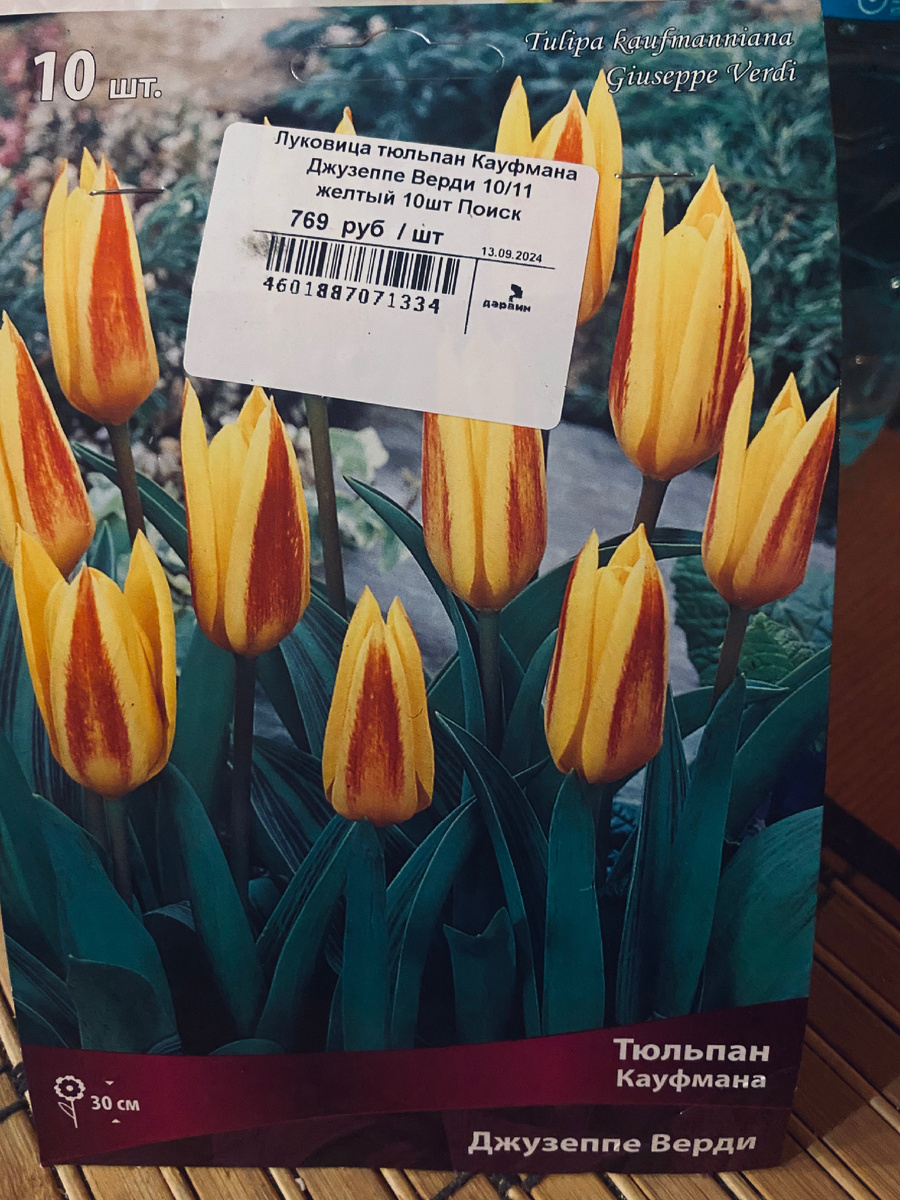 10 шт.
Tulipa kaufmanniana
Giuseppe Verdi
Луковица тюльпан Кауфмана
Джузеппе Верди 10/11
желтый 10шт Поиск
769 руб / шт
13.09.2024
4601887071334
дарвин
30 см
Тюльпан
Кауфмана
Джузеппе Верди